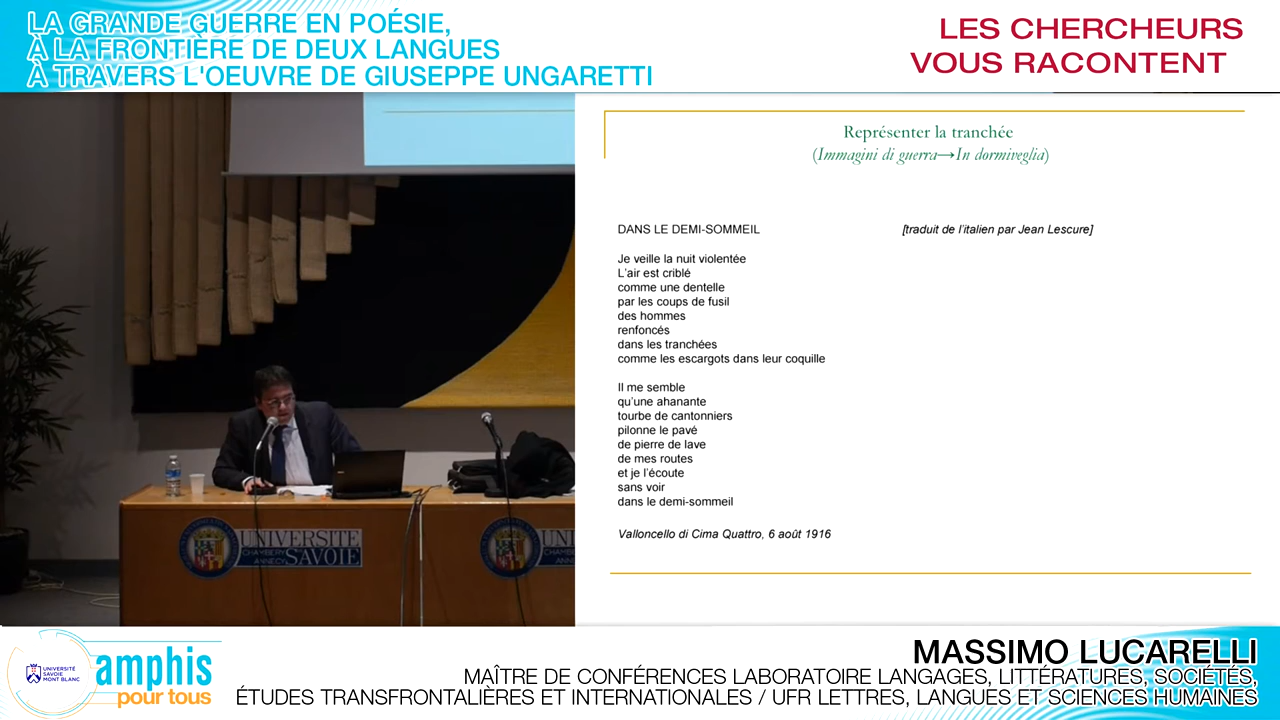 LA GRANDE GUERRE EN POÉSIE,
À LA FRONTIÈRE DE DEUX LANGUES
À TRAVERS L'OEUVRE DE GIUSEPPE UNGARETTI
LES CHERCHEURS
VOUS RACONTENT
Représenter la tranchée
(Immagini di guerra→In dormiveglia)
DANS LE DEMI-SOMMEIL
[traduit de l'italien par Jean Lescure]
Je veille la nuit violentée
L'air est criblé
comme une dentelle
par les coups de fusil
des hommes
renfoncés
dans les tranchées
comme les escargots dans leur coquille
Il me semble
qu'une ahanante
tourbe de cantonniers
pilonne le pavé
de pierre de lave
de mes routes
et je l'écoute
sans voir
dans le demi-sommeil
Valloncello di Cima Quattro, 6 août 1916
UNIVERSITE
CHAMBERY
ANNECY
SAVOIE
UNIVERSITÉ
SAVOIE
MONT BLANC
amphis
pour tous
MASSIMO LUCARELLI
MAÎTRE DE CONFÉRENCES LABORATOIRE LANGAGES, LITTÉRATURES, SOCIÉTÉS,
ÉTUDES TRANSFRONTALIÈRES ET INTERNATIONALES / UFR LETTRES, LANGUES ET SCIENCES HUMAINES